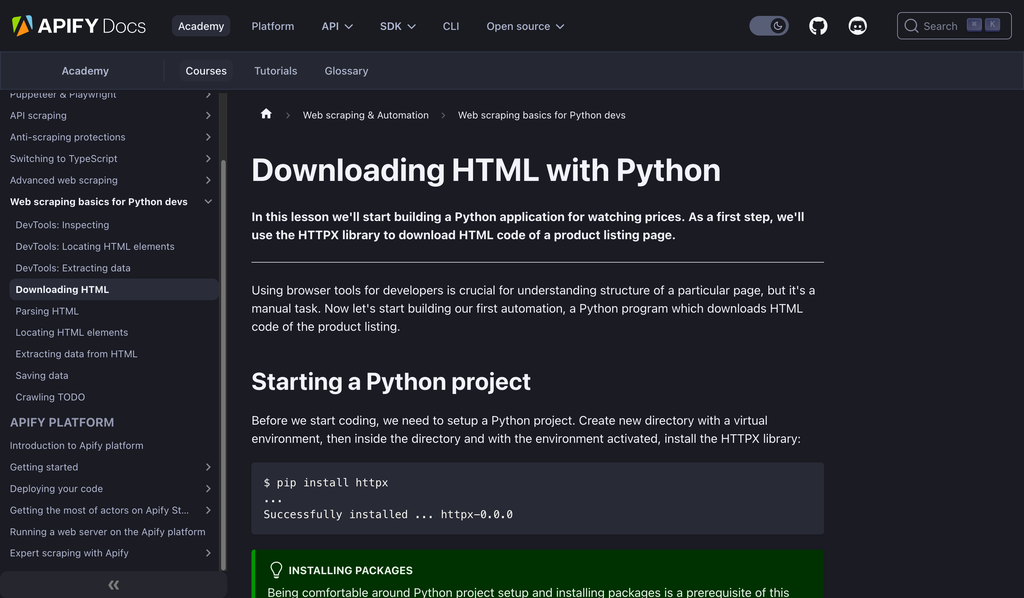 APIFY Docs
Academy
Platform
API
SDK
CLI
Open source
Search
⌘ K
Academy
Courses
Tutorials
Glossary
Puppeteer & Playwright
API scraping
Anti-scraping protections
Switching to TypeScript
Advanced web scraping
Web scraping basics for Python devs
DevTools: Inspecting
DevTools: Locating HTML elements
DevTools: Extracting data
Downloading HTML
Parsing HTML
Locating HTML elements
Extracting data from HTML
Saving data
Crawling TODO
APIFY PLATFORM
Introduction to Apify platform
Getting started
Deploying your code
Getting the most of actors on Apify St...
Running a web server on the Apify platform
Expert scraping with Apify
Web scraping & Automation
Web scraping basics for Python devs
Downloading HTML with Python
In this lesson we'll start building a Python application for watching prices. As a first step, we'll
use the HTTPX library to download HTML code of a product listing page.
Using browser tools for developers is crucial for understanding structure of a particular page, but it's a
manual task. Now let's start building our first automation, a Python program which downloads HTML
code of the product listing.
Starting a Python project
Before we start coding, we need to setup a Python project. Create new directory with a virtual
environment, then inside the directory and with the environment activated, install the HTTPX library:
$ pip install httpx
...
Successfully installed ... httpx-0.0.0
INSTALLING PACKAGES
Being comfortable around Python project setup and installing packages is a prerequisite of this